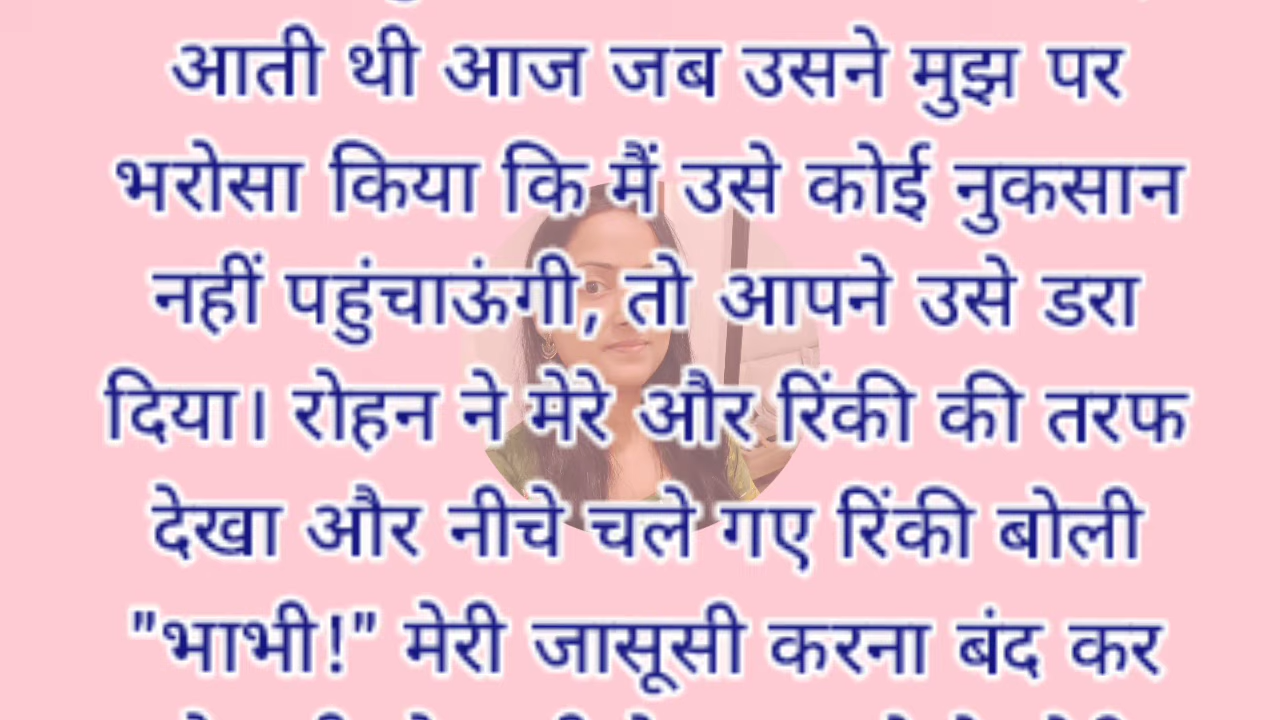 आती थी आज जब उसने मुझ पर
भरोसा किया कि मैं उसे कोई नुकसान
नहीं पहुंचाऊंगी, तो आपने उसे डरा
दिया। रोहन ने मेरे और रिंकी की तरफ
देखा और नीचे चले गए रिंकी बोली
"भाभी!" मेरी जासूसी करना बंद कर